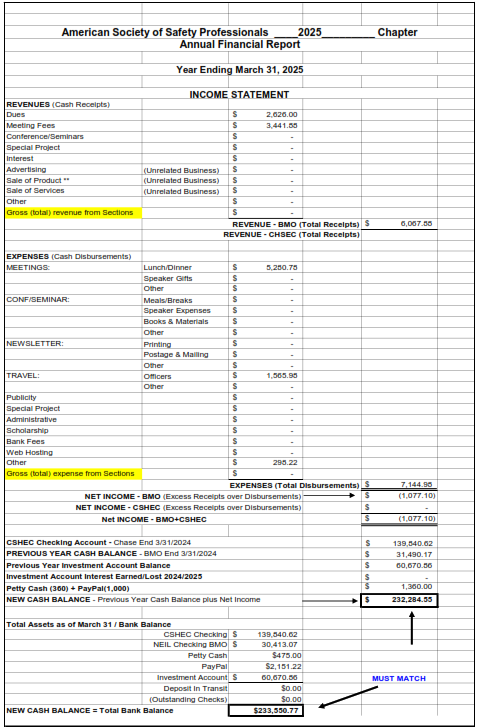 American Society of Safety Professionals ____2025_________ Chapter
Annual Financial Report
Year Ending March 31, 2025
INCOME STATEMENT
REVENUES (Cash Receipts)
Dues $ 2,626.00
Meeting Fees $ 3,441.88
Conference/Seminars $ -
Special Project $ -
Interest $ -
Advertising (Unrelated Business) $ -
Sale of Product ** (Unrelated Business) $ -
Sale of Services (Unrelated Business) $ -
Other $ -
Gross (total) revenue from Sections $ -
REVENUE - BMO (Total Receipts) $ 6,067.88
REVENUE - CHSEC (Total Receipts)
EXPENSES (Cash Disbursements)
MEETINGS: Lunch/Dinner $ 5,280.78
Speaker Gifts $ -
Other $ -
CONF/SEMINAR: Meals/Breaks $ -
Speaker Expenses $ -
Books & Materials $ -
Other $ -
NEWSLETTER: Printing $ -
Postage & Mailing $ -
Other $ -
TRAVEL: Officers $ 1,565.98
Other $ -
Publicity $ -
Special Project $ -
Administrative $ -
Scholarship $ -
Bank Fees $ -
Web Hosting $ -
Other $ 298.22
Gross (total) expense from Sections $ -
EXPENSES (Total Disbursements) $ 7,144.98
NET INCOME - BMO (Excess Receipts over Disbursements) $ (1,077.10)
NET INCOME - CSHEC (Excess Receipts over Disbursements) $ -
Net INCOME - BMO+CSHEC $ (1,077.10)
CSHEC Checking Account - Chase End 3/31/2024 $ 139,840.62
PREVIOUS YEAR CASH BALANCE - BMO End 3/31/2024 $ 31,490.17
Previous Year Investment Account Balance $ 60,670.86
Investment Account Interest Earned/Lost 2024/2025 $ -
Petty Cash (360) + PayPal(1,000) $ 1,360.00
NEW CASH BALANCE - Previous Year Cash Balance plus Net Income $ 232,284.55
Total Assets as of March 31 / Bank Balance
CSHEC Checking $ 139,840.62
NEIL Checking BMO $ 30,413.07
Petty Cash $475.00
PayPal $2,151.22
Investment Account $ 60,670.86
MUST MATCH
Deposit In Transit $0.00
(Outstanding Checks) $0.00
NEW CASH BALANCE = Total Bank Balance $233,550.77